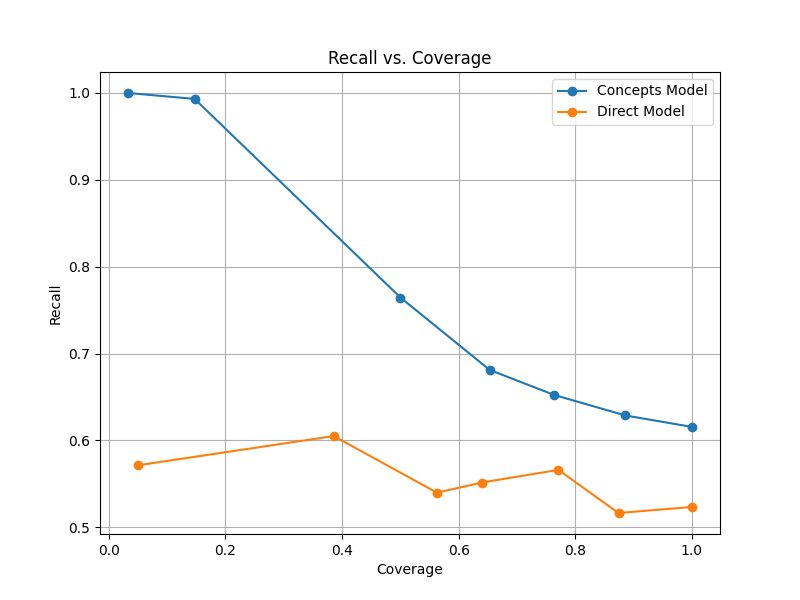 Recall vs. Coverage
Concepts Model
Direct Model
1.0
0.9
0.8
0.7
0.6
0.5
Recall
0.0 0.2 0.4 0.6 0.8 1.0
Coverage